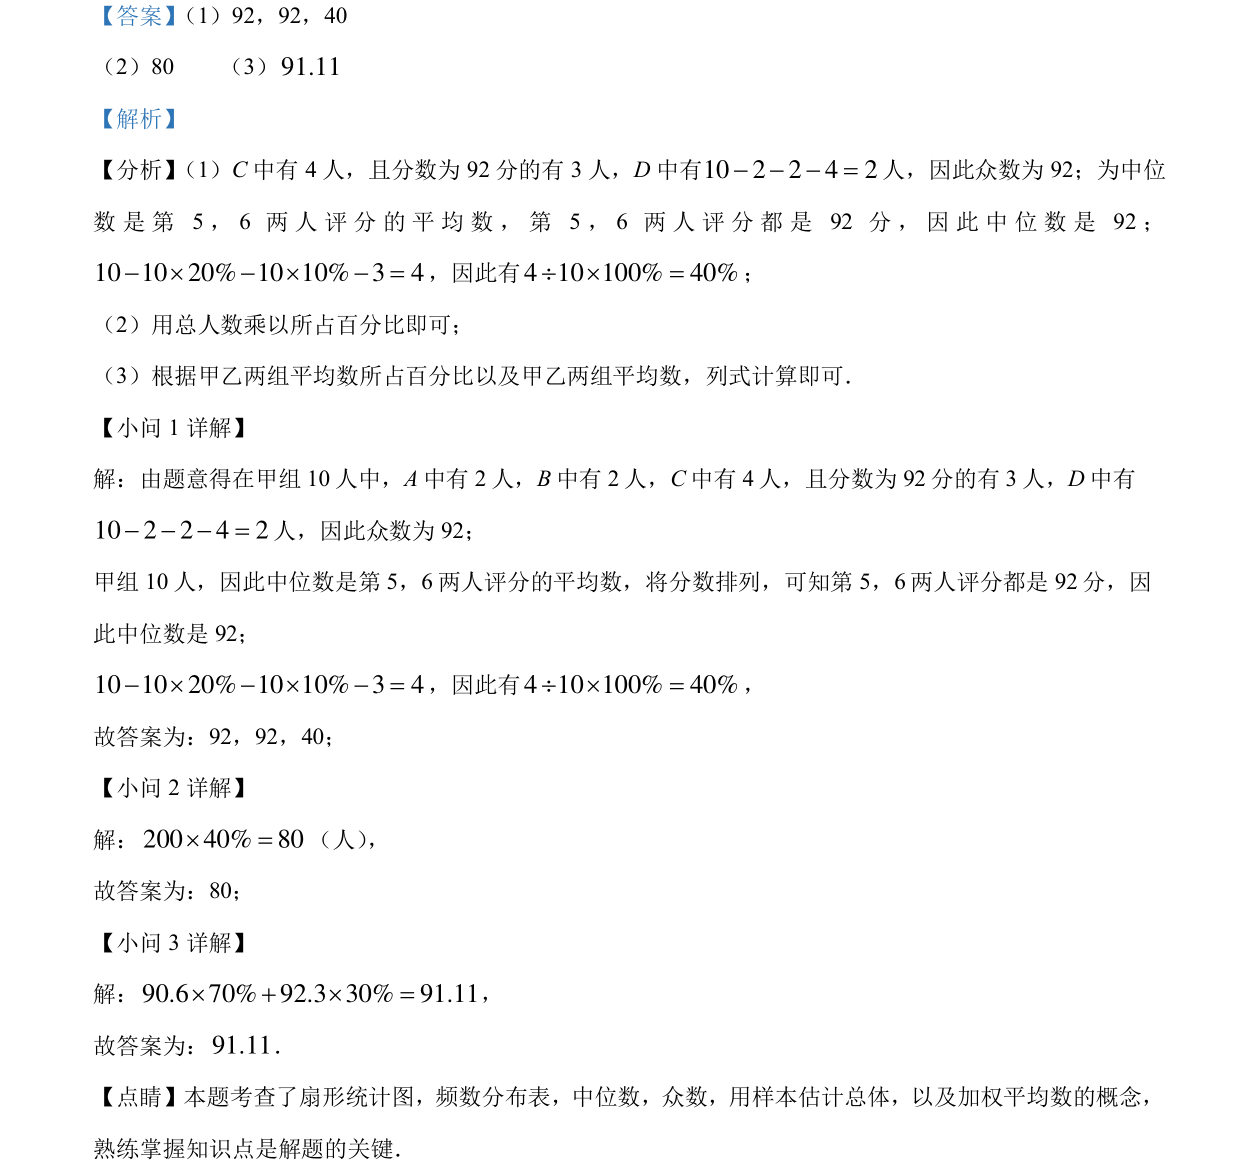 【答案】（1）92，92，40
（2）80　　（3）91.11
【解析】
【分析】（1）C 中有 4 人，且分数为 92 分的有 3 人，D 中有10－2－2－4＝2人，因此众数为 92；为中位
数是第 5，6 两人评分的平均数，第 5，6 两人评分都是 92 分，因此中位数是 92；
10－10×20%－10×10%－3＝4，因此有4÷10×100%＝40%；
（2）用总人数乘以所占百分比即可；
（3）根据甲乙两组平均数所占百分比以及甲乙两组平均数，列式计算即可．
【小问 1 详解】
解：由题意得在甲组 10 人中，A 中有 2 人，B 中有 2 人，C 中有 4 人，且分数为 92 分的有 3 人，D 中有
10－2－2－4＝2人，因此众数为 92；
甲组 10 人，因此中位数是第 5，6 两人评分的平均数，将分数排列，可知第 5，6 两人评分都是 92 分，因
此中位数是 92；
10－10×20%－10×10%－3＝4，因此有4÷10×100%＝40%，
故答案为：92，92，40；
【小问 2 详解】
解：200×40%＝80（人），
故答案为：80；
【小问 3 详解】
解：90.6×70%＋92.3×30%＝91.11，
故答案为：91.11．
【点睛】本题考查了扇形统计图，频数分布表，中位数，众数，用样本估计总体，以及加权平均数的概念，
熟练掌握知识点是解题的关键．